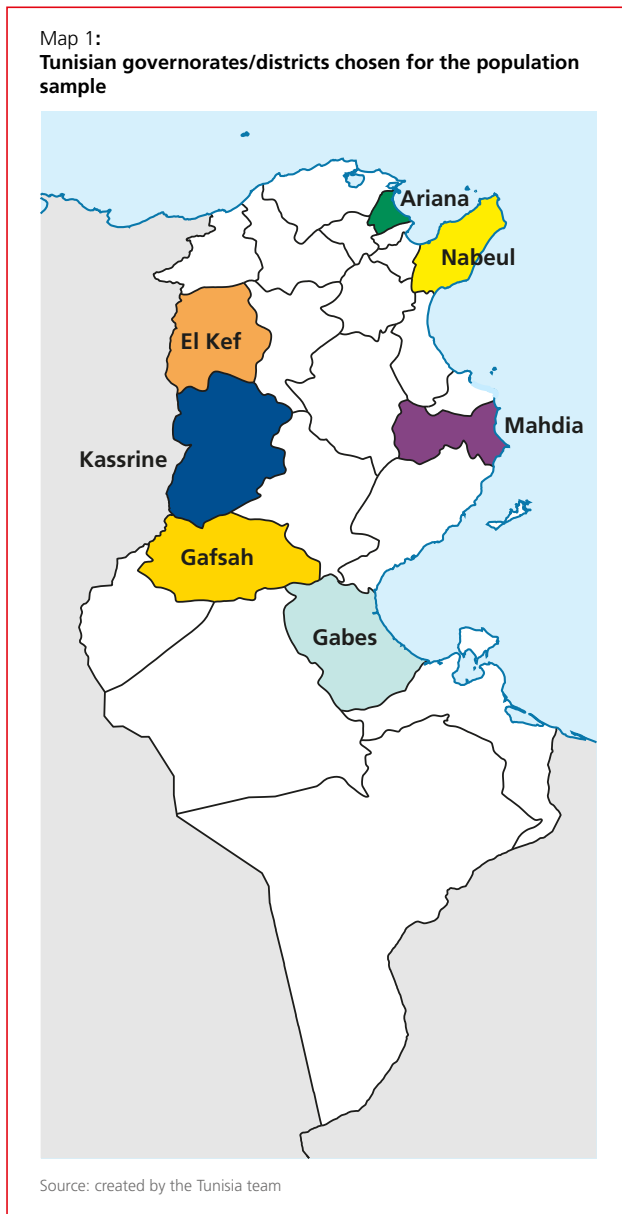 Map 1:
Tunisian governorates/districts chosen for the population
sample
Ariana
Nabeul
El Kef
Mahdia
Kassrine
Gafsah
Gabes
Source: created by the Tunisia team